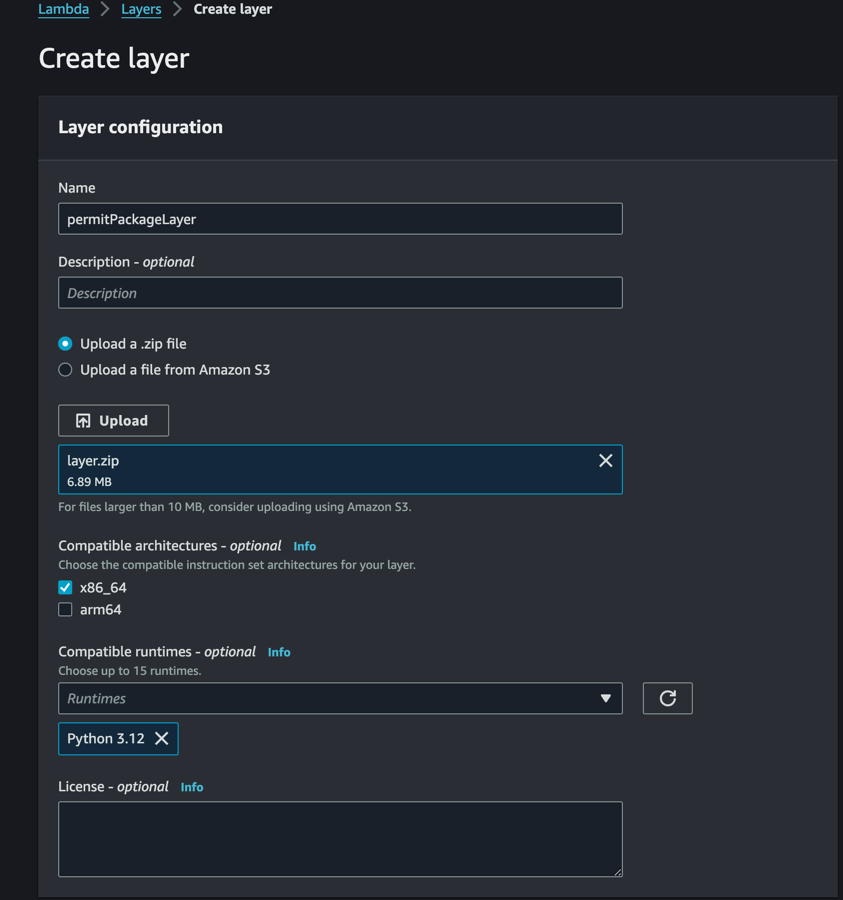 Lambda > Layers > Create layer
Create layer
Layer configuration
Name
permitPackageLayer
Description - optional
Description
Upload a .zip file
Upload a file from Amazon S3
Upload
layer.zip
6.89 MB
For files larger than 10 MB, consider uploading using Amazon S3.
Compatible architectures - optional Info
Choose the compatible instruction set architectures for your layer.
x86_64
arm64
Compatible runtimes - optional Info
Choose up to 15 runtimes.
Runtimes
Python 3.12
License - optional Info